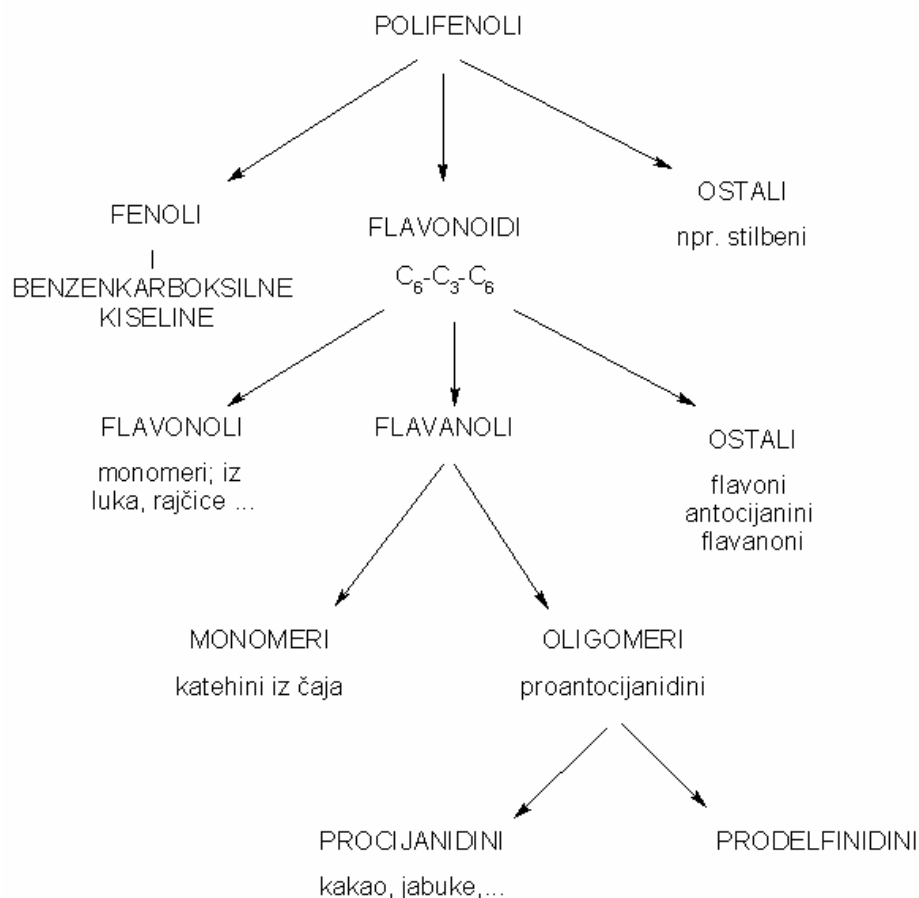 POLIFENOLI
FENOLI
FLAVONOIDI
OSTALI
npr. stilbeni
BENZENKARBOKSILNE
KISELINE
C₆-C₃-C₆
FLAVONOLI
monomeri; iz
luka, rajčice ...
FLAVANOLI
OSTALI
flavoni
antocijanini
flavanoni
MONOMERI
katehini iz čaja
OLIGOMERI
proantocijanidini
PROCIJANIDINI
kakao, jabuke,...
PRODELFINIDINI